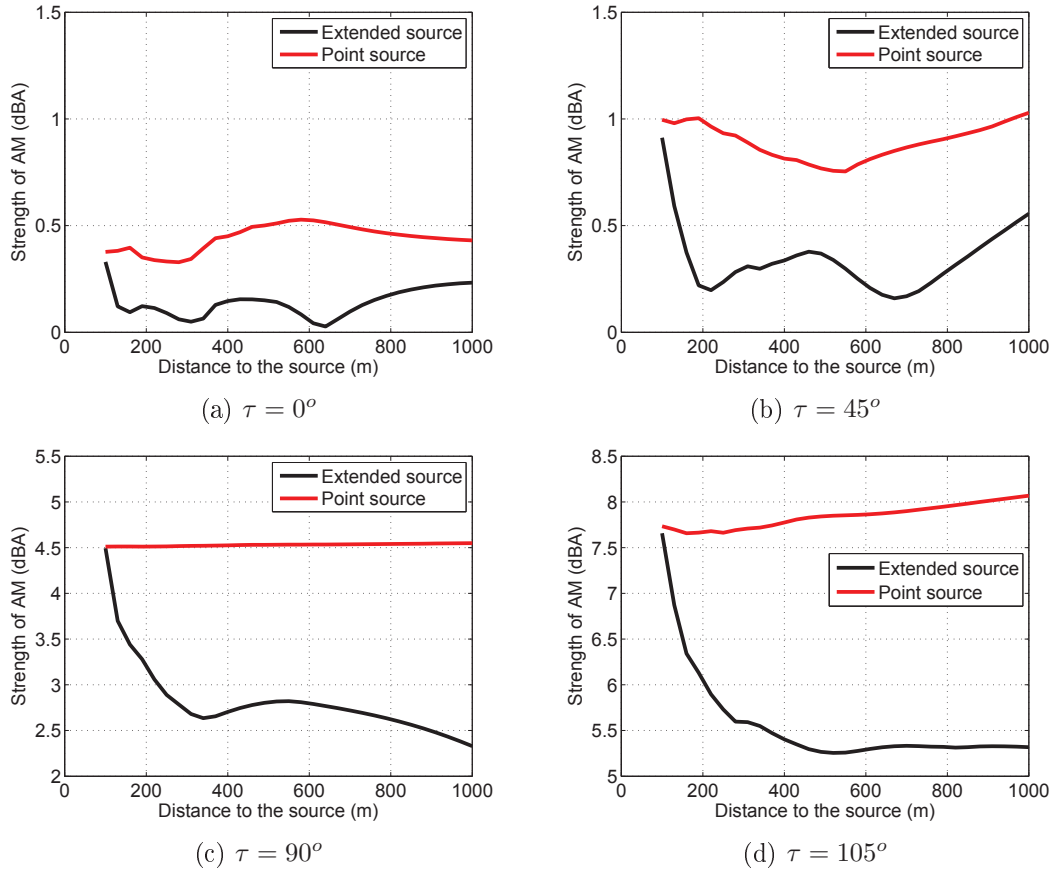 1.5
1
0.5
0
Strength of AM (dBA)
Extended source
Point source
0 200 400 600 800 1000
Distance to the source (m)
(a) τ = 0^o
1.5
1
0.5
0
Strength of AM (dBA)
Extended source
Point source
0 200 400 600 800 1000
Distance to the source (m)
(b) τ = 45^o
5.5
5
4.5
4
3.5
3
2.5
2
Strength of AM (dBA)
Extended source
Point source
0 200 400 600 800 1000
Distance to the source (m)
(c) τ = 90^o
8.5
8
7.5
7
6.5
6
5.5
5
Strength of AM (dBA)
Extended source
Point source
0 200 400 600 800 1000
Distance to the source (m)
(d) τ = 105^o